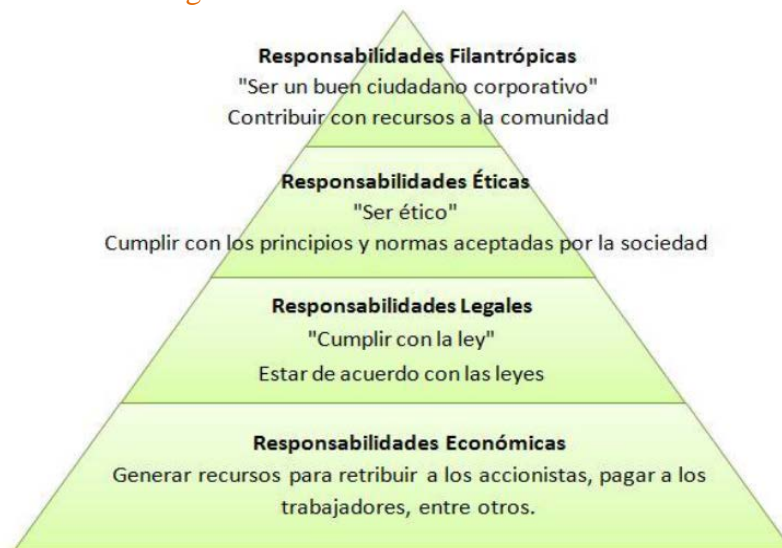 Responsabilidades Filantrópicas
"Ser un buen ciudadano corporativo"
Contribuir con recursos a la comunidad
Responsabilidades Éticas
"Ser ético"
Cumplir con los principios y normas aceptadas por la sociedad
Responsabilidades Legales
"Cumplir con la ley"
Estar de acuerdo con las leyes
Responsabilidades Económicas
Generar recursos para retribuir a los accionistas, pagar a los
trabajadores, entre otros.